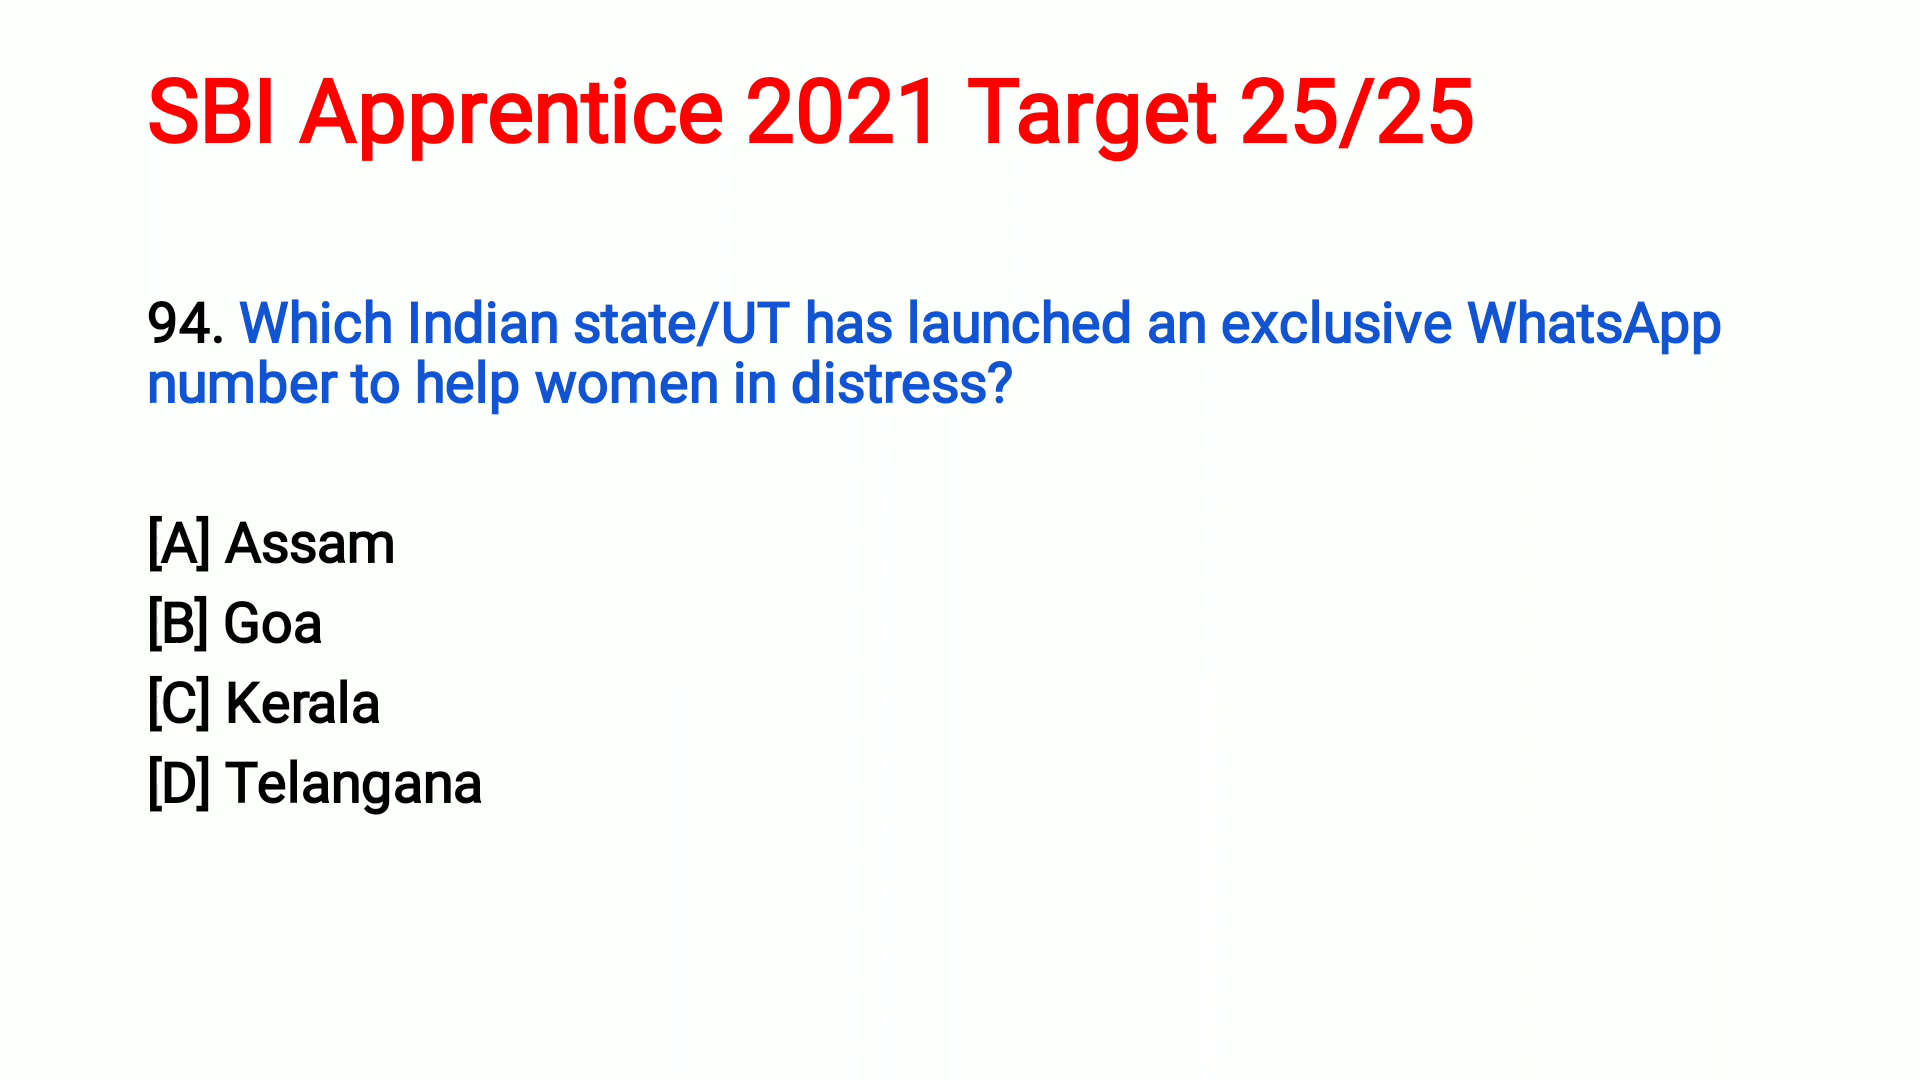 SBI Apprentice 2021 Target 25/25
94. Which Indian state/UT has launched an exclusive WhatsApp
number to help women in distress?
[A] Assam
[B] Goa
[C] Kerala
[D] Telangana